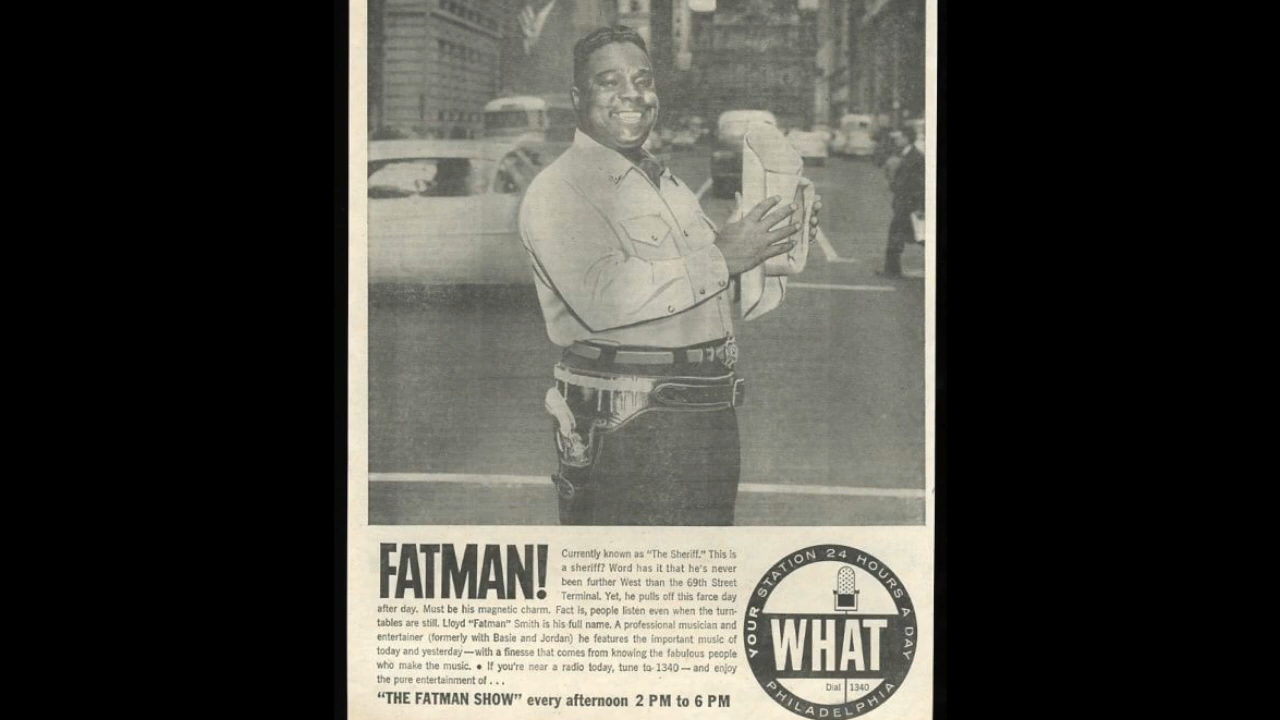 FATMAN!
Currently known as "The Sheriff." This is
a sheriff? Word has it that he's never
been further West than the 69th Street
Terminal. Yet, he pulls off this farce day
after day. Must be his magnetic charm. Fact is, people listen even when the turn-
tables are still. Lloyd "Fatman" Smith is his full name. A professional musician and
entertainer (formerly with Basie and Jordan) he features the important music of
today and yesterday—with a finesse that comes from knowing the fabulous people
who make the music. • If you're near a radio today, tune to 1340 — and enjoy
the pure entertainment of . . .
"THE FATMAN SHOW" every afternoon 2 PM to 6 PM
YOUR STATION 24 HOURS A DAY
WHAT
Dial 1340
PHILADELPHIA